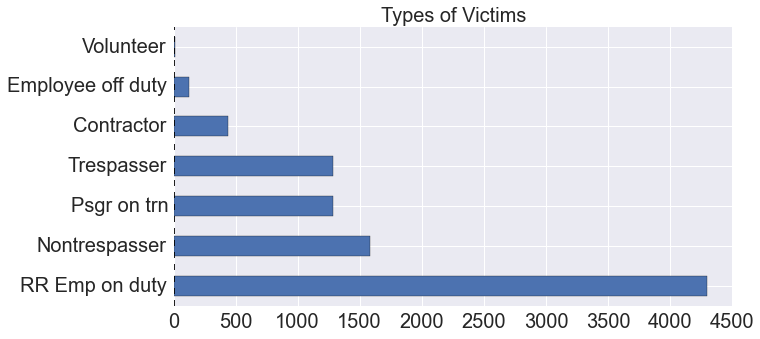 Types of Victims
Volunteer
Employee off duty
Contractor
Trespasser
Psgr on trn
Nontrespasser
RR Emp on duty
0 500 1000 1500 2000 2500 3000 3500 4000 4500